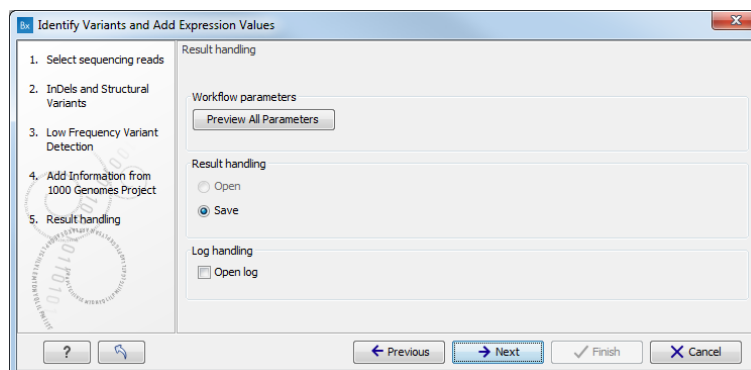 Bx Identify Variants and Add Expression Values
X
1. Select sequencing reads
2. InDels and Structural
Variants
3. Low Frequency Variant
Detection
4. Add Information from
1000 Genomes Project
5. Result handling
Result handling
Workflow parameters
Preview All Parameters
Result handling
Open
Save
Log handling
Open log
?
Previous
Next
Finish
Cancel